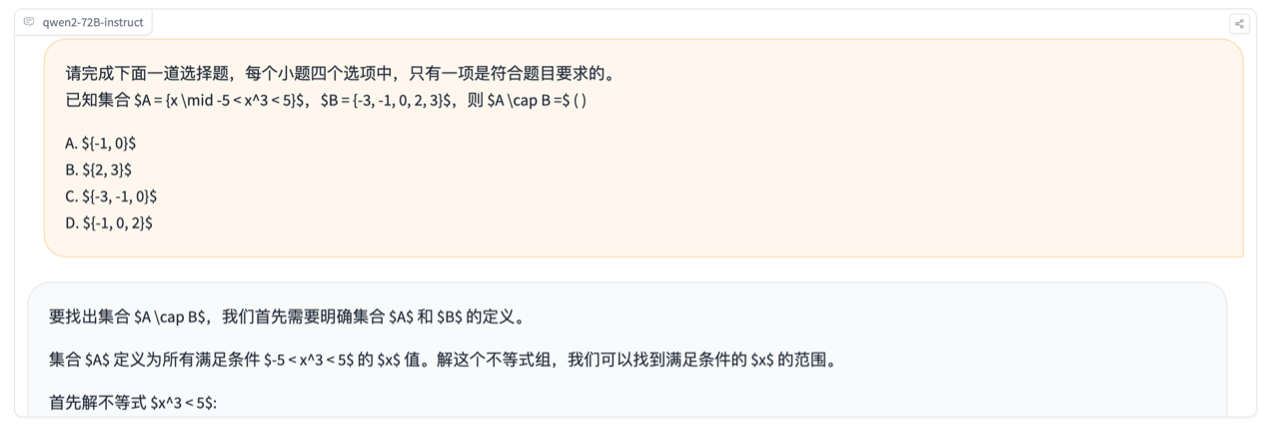 qwen2-72B-instruct
请完成下面一道选择题，每个小题四个选项中，只有一项是符合题目要求的。
已知集合 $A = {x \mid -5 < x^3 < 5}$，$B = {-3, -1, 0, 2, 3}$，则 $A \cap B =$ ( )
A. ${-1, 0}$
B. ${2, 3}$
C. ${-3, -1, 0}$
D. ${-1, 0, 2}$
要找出集合 $A \cap B$，我们首先需要明确集合 $A$ 和 $B$ 的定义。
集合 $A$ 定义为所有满足条件 $-5 < x^3 < 5$ 的 $x$ 值。解这个不等式组，我们可以找到满足条件的 $x$ 的范围。
首先解不等式 $x^3 < 5$: